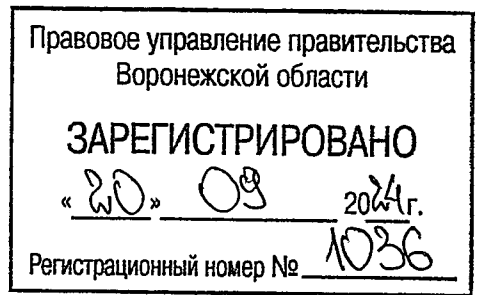 Правовое управление правительства
Воронежской области
ЗАРЕГИСТРИРОВАНО
«20» 09 2024г.
Регистрационный номер № 1036